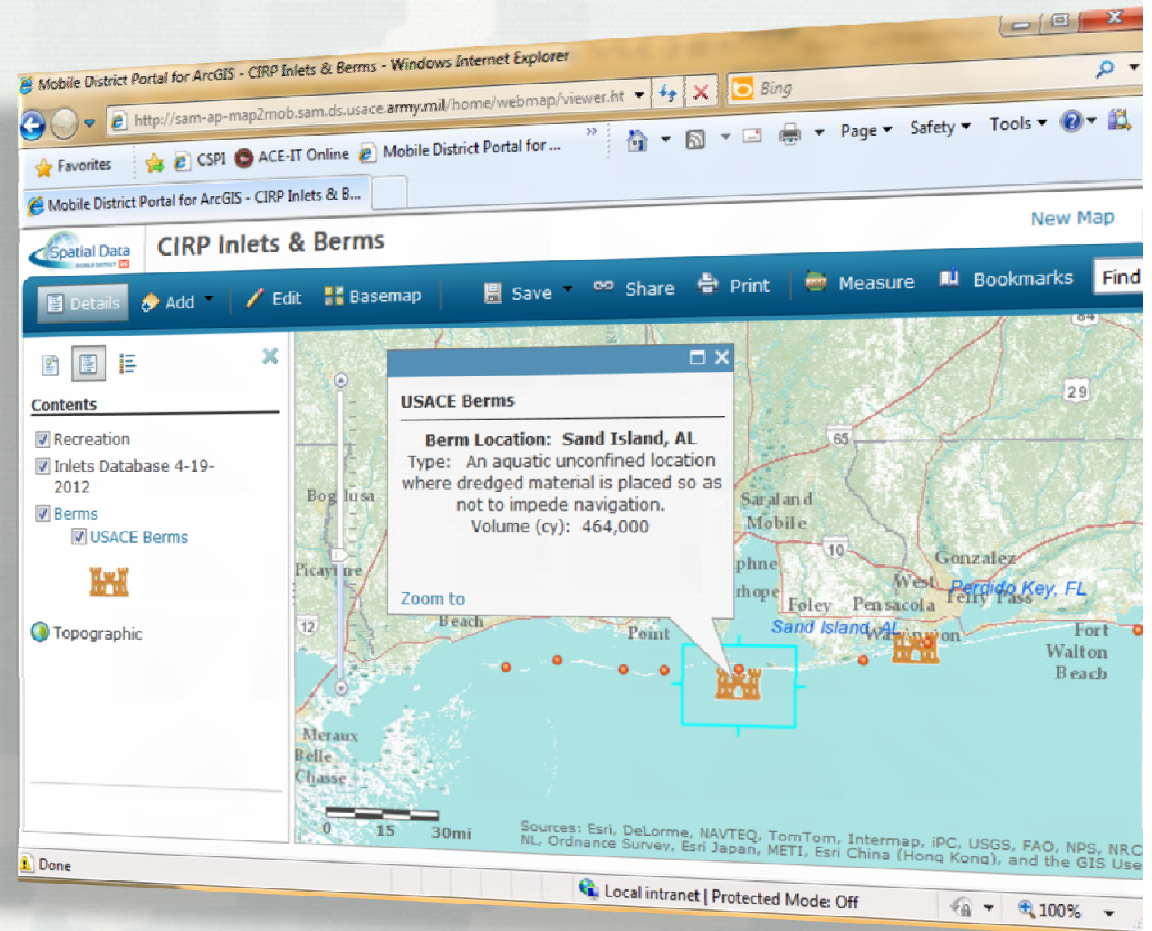 Mobile District Portal for ArcGIS - CIRP Inlets & Berms - Windows Internet Explorer
http://sam-ap-map2mob.sam.ds.usace.army.mil/home/webmap/viewer.ht
Bing
Favorites
CSPI
ACE-IT Online
Mobile District Portal for ...
»
Page
Safety
Tools
Mobile District Portal for ArcGIS - CIRP Inlets & B...
New Map
Spatial Data
CIRP Inlets & Berms
Details
Add
Edit
Basemap
Save
Share
Print
Measure
Bookmarks
Find
Contents
Recreation
Inlets Database 4-19-
2012
Berms
USACE Berms
Topographic
USACE Berms
Berm Location: Sand Island, AL
Type: An aquatic unconfined location
where dredged material is placed so as
not to impede navigation.
Volume (cy): 464,000
Zoom to
84
29
65
Saraland
Mobile
10
Gonzalez
West
Perdido Key, FL
Foley
Pensacola
Sand Island, AL
Fort
Walton
Beach
Point
Beach
12
Meraux
Belle
Chasse
0 15 30mi
Sources: Esri, DeLorme, NAVTEQ, TomTom, Intermap, iPC, USGS, FAO, NPS, NRC
NL, Ordnance Survey, Esri Japan, METI, Esri China (Hong Kong), and the GIS Use
Done
Local intranet | Protected Mode: Off
100%